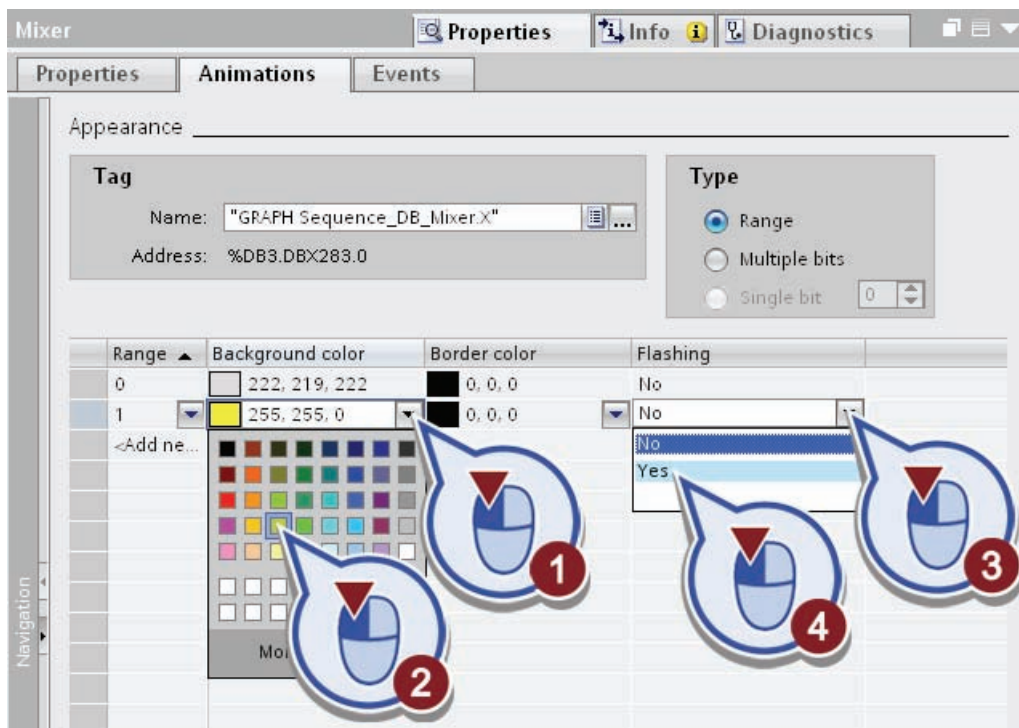 Mixer
Properties Info Diagnostics
Properties Animations Events
Appearance
Tag
Name: "GRAPH Sequence_DB_Mixer.X" ...
Address: %DB3.DBX283.0
Type
Range
Multiple bits
Single bit 0
Range Background color Border color Flashing
0 222, 219, 222 0, 0, 0 No
1 255, 255, 0 0, 0, 0 No
<Add ne...
No
Yes
1
2
3
4
Navigation